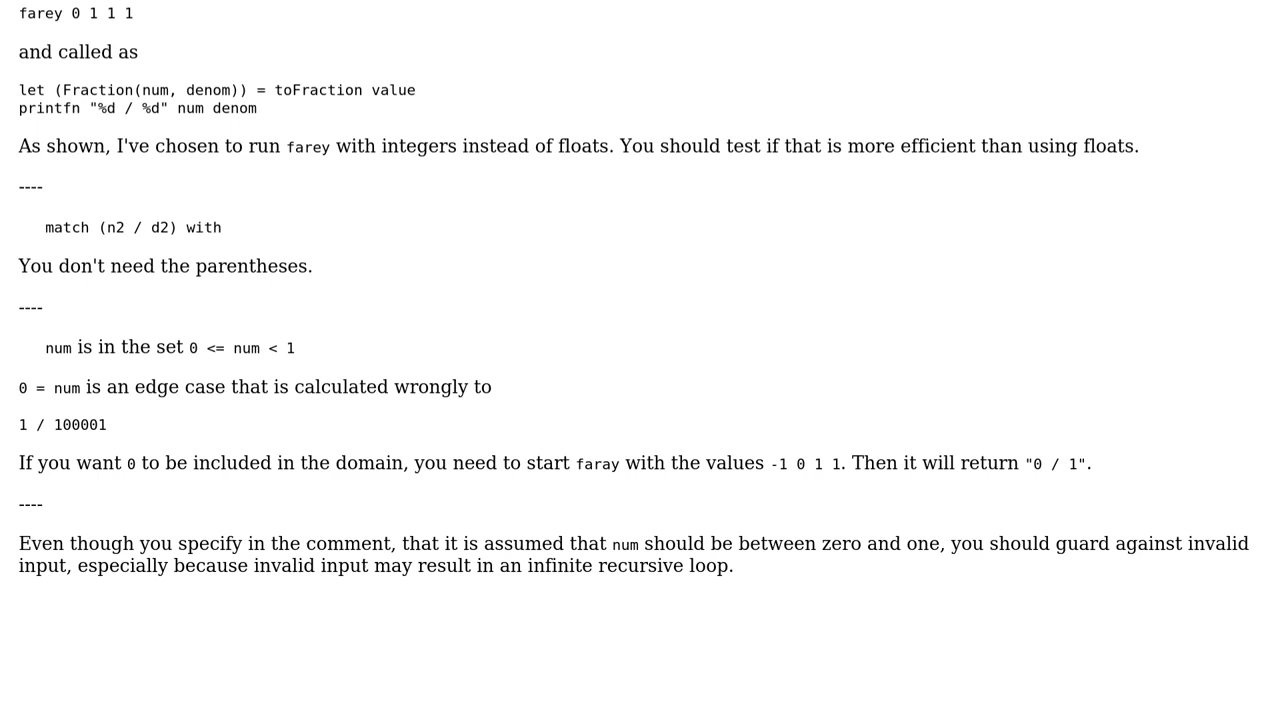 farey 0 1 1 1
and called as
let (Fraction(num, denom)) = toFraction value
printfn "%d / %d" num denom
As shown, I've chosen to run farey with integers instead of floats. You should test if that is more efficient than using floats.
----
match (n2 / d2) with
You don't need the parentheses.
----
num is in the set 0 <= num < 1
0 = num is an edge case that is calculated wrongly to
1 / 100001
If you want 0 to be included in the domain, you need to start faray with the values -1 0 1 1. Then it will return "0 / 1".
----
Even though you specify in the comment, that it is assumed that num should be between zero and one, you should guard against invalid
input, especially because invalid input may result in an infinite recursive loop.